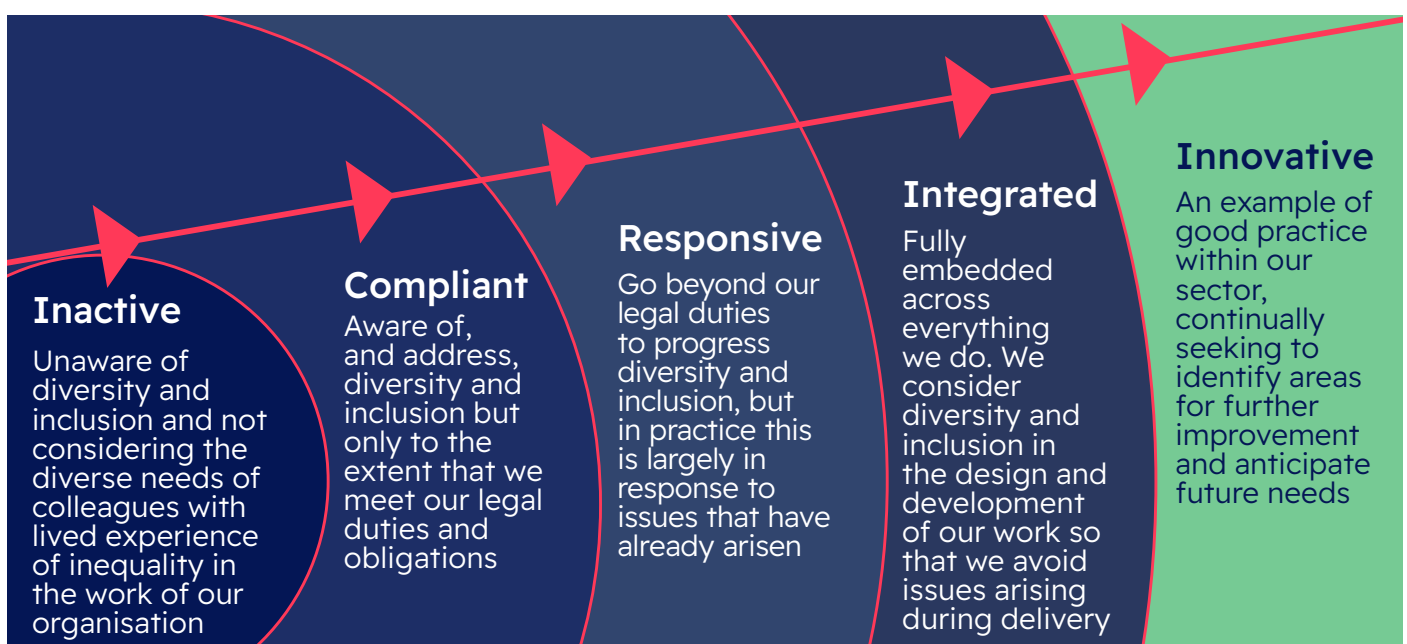 Inactive
Unaware of
diversity and
inclusion and not
considering the
diverse needs of
colleagues with
lived experience
of inequality in
the work of our
organisation
Compliant
Aware of,
and address,
diversity and
inclusion but
only to the
extent that we
meet our legal
duties and
obligations
Responsive
Go beyond our
legal duties
to progress
diversity and
inclusion, but
in practice this
is largely in
response to
issues that have
already arisen
Integrated
Fully
embedded
across
everything
we do. We
consider
diversity and
inclusion in
the design and
development
of our work so
that we avoid
issues arising
during delivery
Innovative
An example of
good practice
within our
sector,
continually
seeking to
identify areas
for further
improvement
and anticipate
future needs